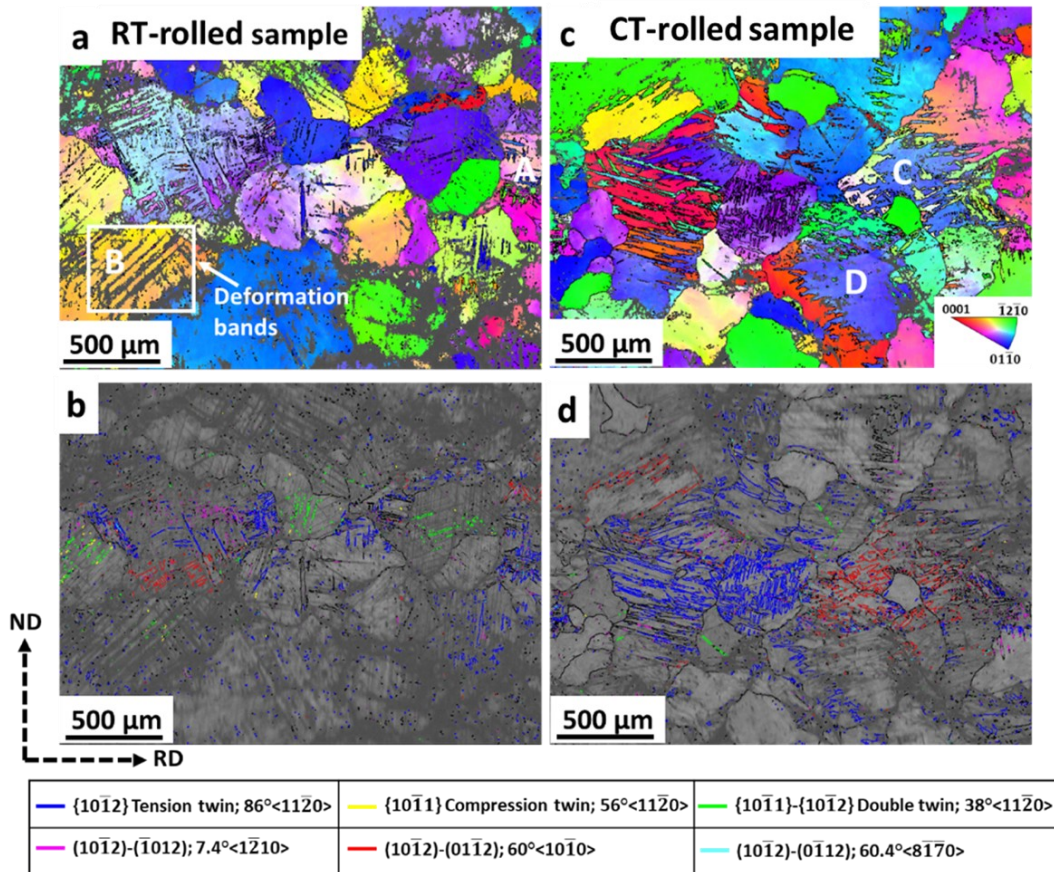 a
RT-rolled sample
A
B
Deformation
bands
500 μm
c
CT-rolled sample
C
D
0001
1̅21̅0
011̅0
500 μm
b
500 μm
d
500 μm
ND
RD
{101̅2} Tension twin; 86°<112̅0>
{101̅1} Compression twin; 56°<112̅0>
{101̅1}-{101̅2} Double twin; 38°<112̅0>
(101̅2)-(1̅012); 7.4°<12̅10>
(101̅2)-(011̅2); 60°<101̅0>
(101̅2)-(01̅12); 60.4°<81̅7̅0>